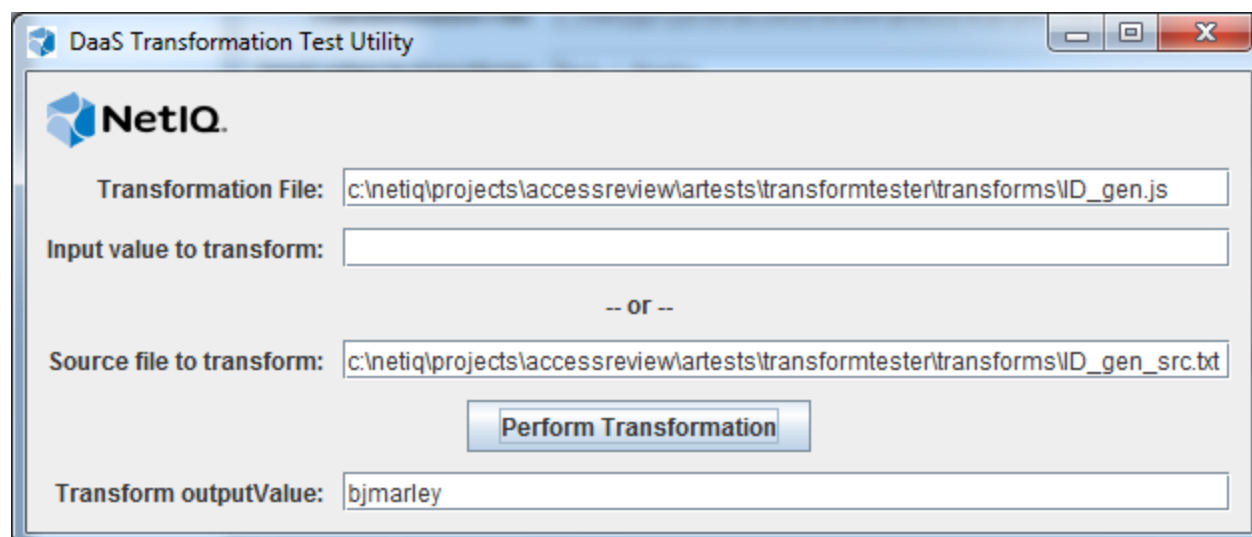 DaaS Transformation Test Utility
NetIQ.
Transformation File: c:\netiq\projects\accessreview\artests\transformtester\transforms\ID_gen.js
Input value to transform:
-- or --
Source file to transform: c:\netiq\projects\accessreview\artests\transformtester\transforms\ID_gen_src.txt
Perform Transformation
Transform outputValue: bjmarley